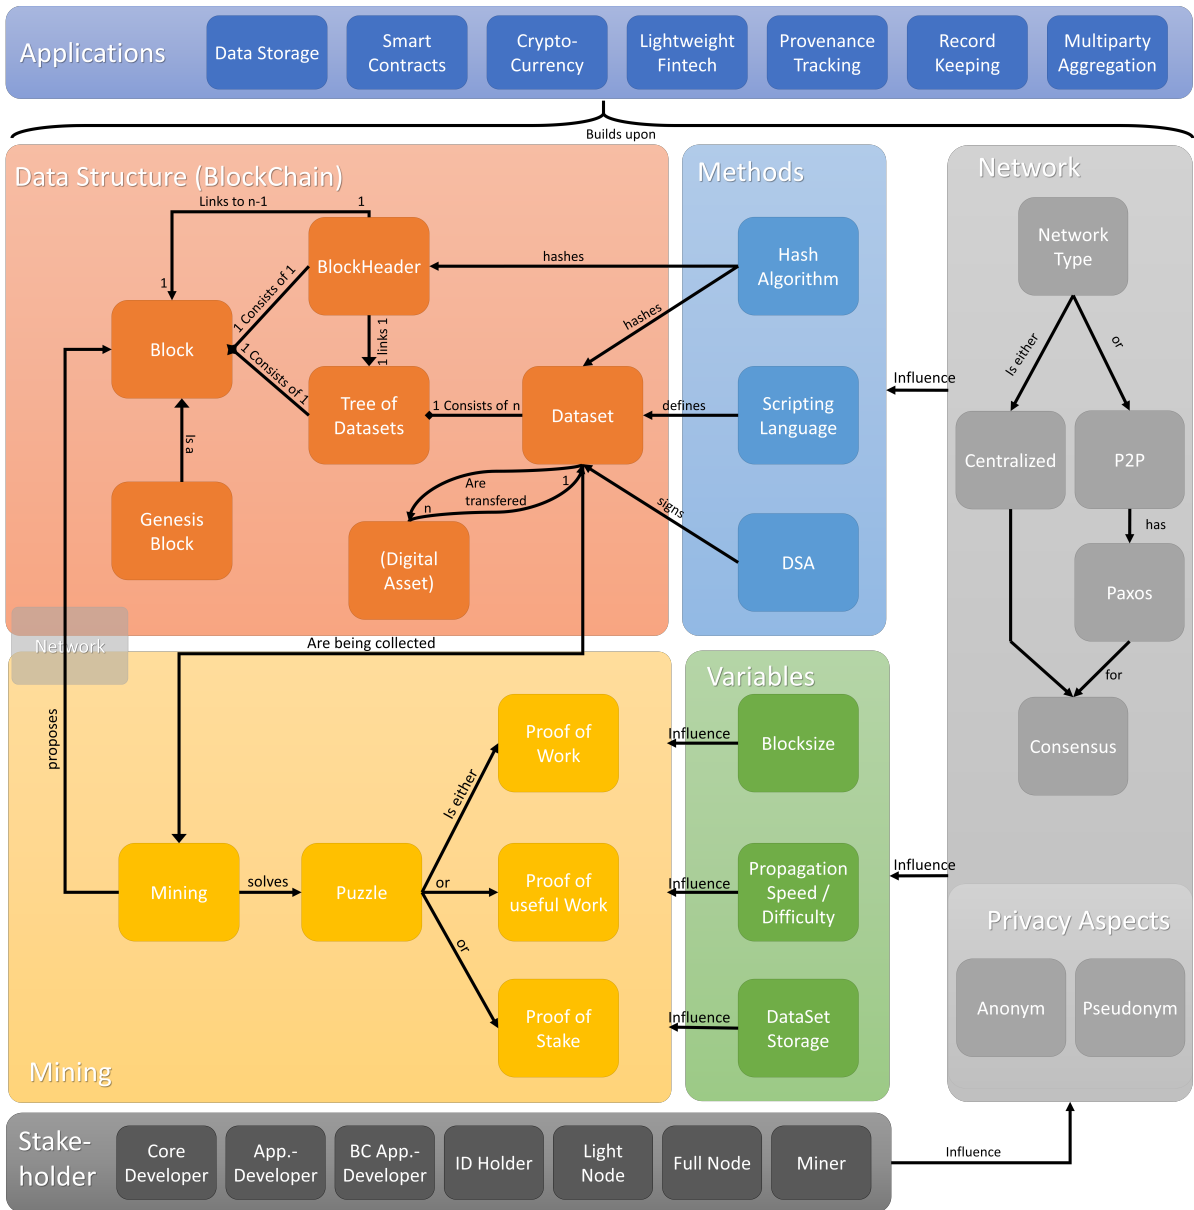 Applications
Data Storage
Smart
Contracts
Crypto-
Currency
Lightweight
Fintech
Provenance
Tracking
Record
Keeping
Multiparty
Aggregation
Builds upon
Data Structure (BlockChain)
Links to n-1
1
1
BlockHeader
Block
1 Consists of 1
1 Consists of 1
1 links 1
Tree of
Datasets
1 Consists of n
Dataset
Is a
Genesis
Block
Are
transfered
1
n
(Digital
Asset)
Methods
hashes
Hash
Algorithm
hashes
defines
Scripting
Language
signs
DSA
Influence
Network
Network
Type
Is either
or
Centralized
P2P
has
Paxos
for
Consensus
Network
Are being collected
proposes
Mining
solves
Puzzle
Is either
or
or
Proof of
Work
Proof of
useful Work
Proof of
Stake
Mining
Variables
Influence
Blocksize
Influence
Propagation
Speed /
Difficulty
Influence
DataSet
Storage
Influence
Privacy Aspects
Anonym
Pseudonym
Stake-
holder
Core
Developer
App.-
Developer
BC App.-
Developer
ID Holder
Light
Node
Full Node
Miner
Influence